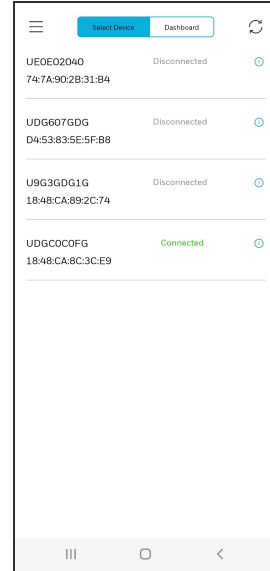 Select Device Dashboard
UE0E02040 Disconnected
74:7A:90:2B:31:B4
UDG607GDG Disconnected
D4:53:83:5E:5F:B8
U9G3GDG1G Disconnected
18:48:CA:89:2C:74
UDGC0C0FG Connected
18:48:CA:8C:3C:E9